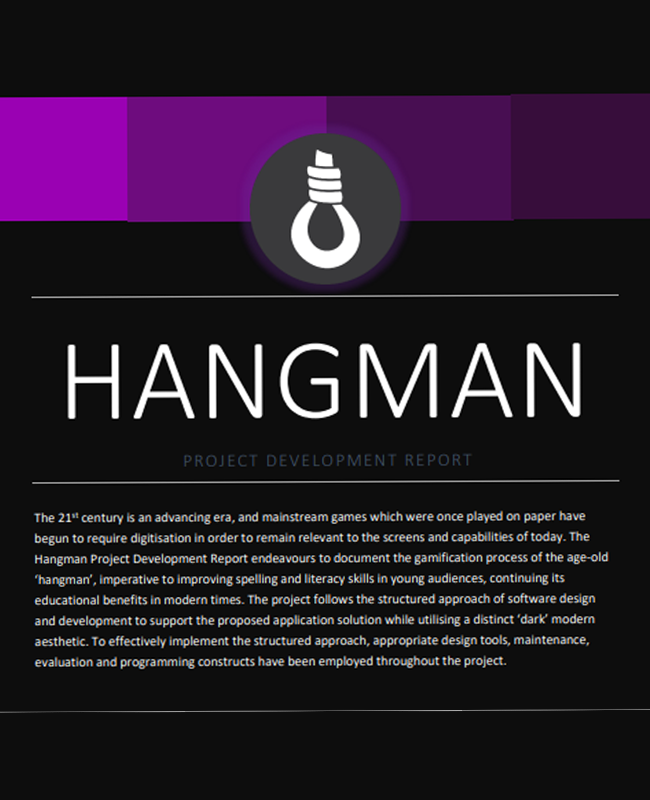 HANGMAN
PROJECT DEVELOPMENT REPORT
The 21st century is an advancing era, and mainstream games which were once played on paper have
begun to require digitisation in order to remain relevant to the screens and capabilities of today. The
Hangman Project Development Report endeavours to document the gamification process of the age-old
‘hangman’, imperative to improving spelling and literacy skills in young audiences, continuing its
educational benefits in modern times. The project follows the structured approach of software design
and development to support the proposed application solution while utilising a distinct ‘dark’ modern
aesthetic. To effectively implement the structured approach, appropriate design tools, maintenance,
evaluation and programming constructs have been employed throughout the project.